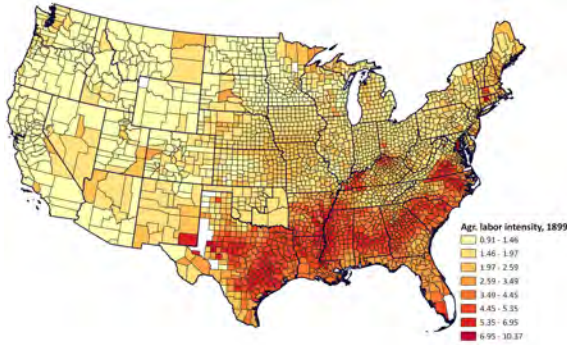 Agr. labor intensity, 1899
0.91 - 1.46
1.46 - 1.97
1.97 - 2.59
2.59 - 3.49
3.49 - 4.45
4.45 - 5.35
5.35 - 6.95
6.95 - 10.37